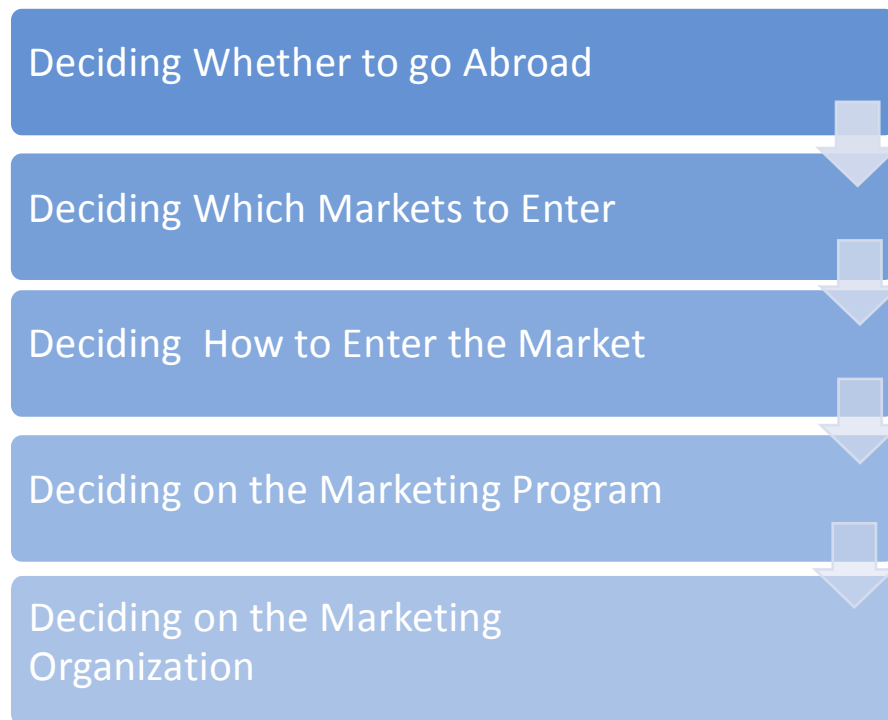 Deciding Whether to go Abroad
Deciding Which Markets to Enter
Deciding  How to Enter the Market
Deciding on the Marketing Program
Deciding on the Marketing
Organization